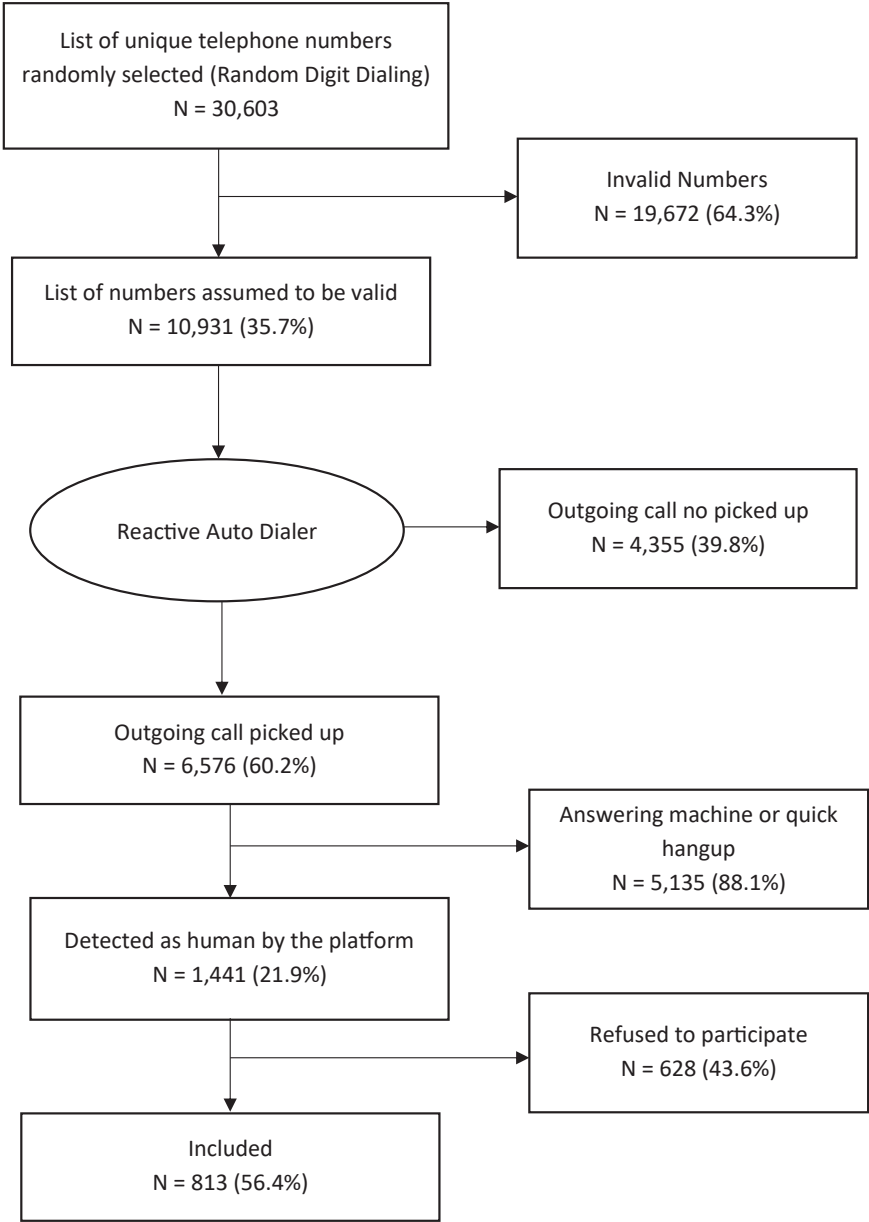 List of unique telephone numbers
randomly selected (Random Digit Dialing)
N = 30,603
Invalid Numbers
N = 19,672 (64.3%)
List of numbers assumed to be valid
N = 10,931 (35.7%)
Reactive Auto Dialer
Outgoing call no picked up
N = 4,355 (39.8%)
Outgoing call picked up
N = 6,576 (60.2%)
Answering machine or quick
hangup
N = 5,135 (88.1%)
Detected as human by the platform
N = 1,441 (21.9%)
Refused to participate
N = 628 (43.6%)
Included
N = 813 (56.4%)